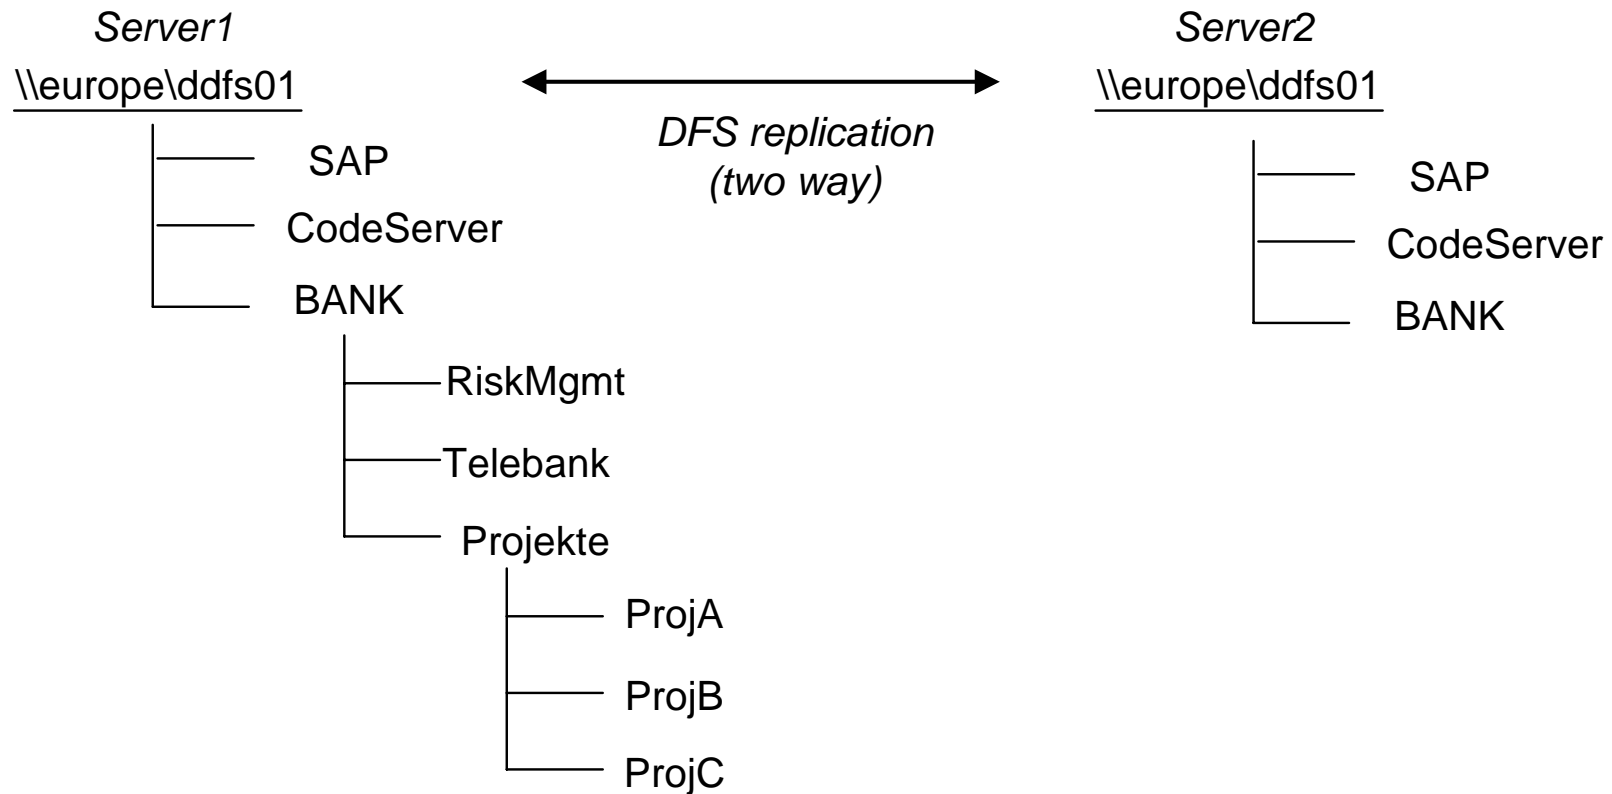 Server1
\\europe\ddfs01
SAP
CodeServer
BANK
RiskMgmt
Telebank
Projekte
ProjA
ProjB
ProjC
DFS replication
(two way)
Server2
\\europe\ddfs01
SAP
CodeServer
BANK